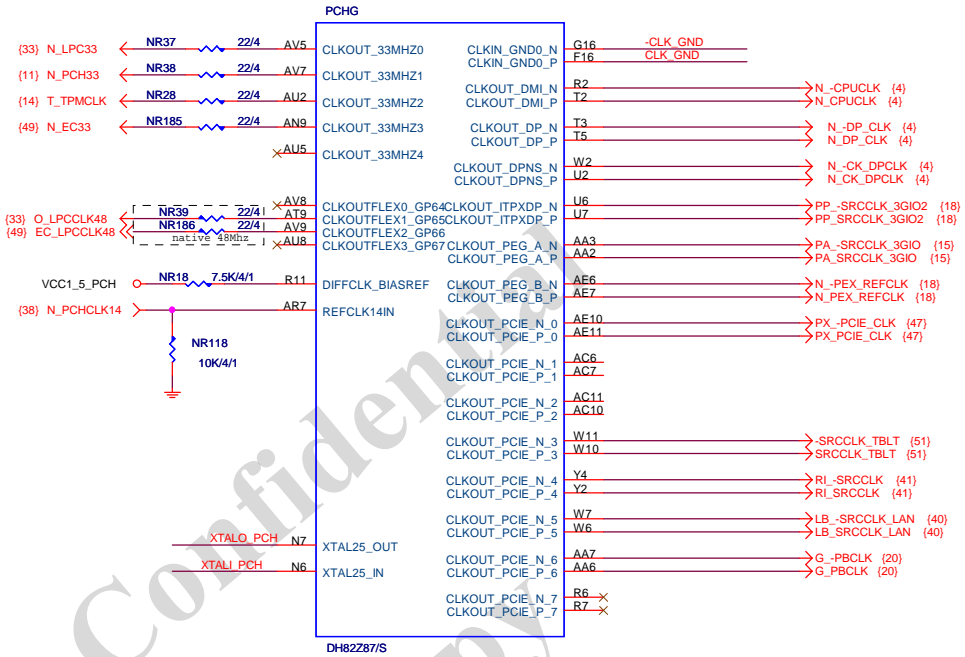 PCHG
{33} N_LPC33 NR37 22/4 AV5 CLKOUT_33MHZ0
{11} N_PCH33 NR38 22/4 AV7 CLKOUT_33MHZ1
{14} T_TPMCLK NR28 22/4 AU2 CLKOUT_33MHZ2
{49} N_EC33 NR185 22/4 AN9 CLKOUT_33MHZ3
AU5 CLKOUT_33MHZ4
AV8 CLKOUTFLEX0_GP64
{33} O_LPCCLK48 NR39 22/4 AT9 CLKOUTFLEX1_GP65
{49} EC_LPCCLK48 NR186 22/4 AV9 CLKOUTFLEX2_GP66
native 48Mhz
AU8 CLKOUTFLEX3_GP67
VCC1_5_PCH NR18 7.5K/4/1 R11 DIFFCLK_BIASREF
{38} N_PCHCLK14 AR7 REFCLK14IN
NR118
10K/4/1
XTALO_PCH N7 XTAL25_OUT
XTALI_PCH N6 XTAL25_IN
CLKIN_GND0_N G16 -CLK_GND
CLKIN_GND0_P F16 CLK_GND
CLKOUT_DMI_N R2 N_-CPUCLK {4}
CLKOUT_DMI_P T2 N_CPUCLK {4}
CLKOUT_DP_N T3 N_-DP_CLK {4}
CLKOUT_DP_P T5 N_DP_CLK {4}
CLKOUT_DPNS_N W2 N_-CK_DPCLK {4}
CLKOUT_DPNS_P U2 N_CK_DPCLK {4}
CLKOUT_ITPXDP_N U6 PP_-SRCCLK_3GIO2 {18}
CLKOUT_ITPXDP_P U7 PP_SRCCLK_3GIO2 {18}
CLKOUT_PEG_A_N AA3 PA_-SRCCLK_3GIO {15}
CLKOUT_PEG_A_P AA2 PA_SRCCLK_3GIO {15}
CLKOUT_PEG_B_N AE6 N_-PEX_REFCLK {18}
CLKOUT_PEG_B_P AE7 N_PEX_REFCLK {18}
CLKOUT_PCIE_N_0 AE10 PX_-PCIE_CLK {47}
CLKOUT_PCIE_P_0 AE11 PX_PCIE_CLK {47}
CLKOUT_PCIE_N_1 AC6
CLKOUT_PCIE_P_1 AC7
CLKOUT_PCIE_N_2 AC11
CLKOUT_PCIE_P_2 AC10
CLKOUT_PCIE_N_3 W11 -SRCCLK_TBLT {51}
CLKOUT_PCIE_P_3 W10 SRCCLK_TBLT {51}
CLKOUT_PCIE_N_4 Y4 RI_-SRCCLK {41}
CLKOUT_PCIE_P_4 Y2 RI_SRCCLK {41}
CLKOUT_PCIE_N_5 W7 LB_-SRCCLK_LAN {40}
CLKOUT_PCIE_P_5 W6 LB_SRCCLK_LAN {40}
CLKOUT_PCIE_N_6 AA7 G_-PBCLK {20}
CLKOUT_PCIE_P_6 AA6 G_PBCLK {20}
CLKOUT_PCIE_N_7 R6
CLKOUT_PCIE_P_7 R7
DH82Z87/S
Confidential